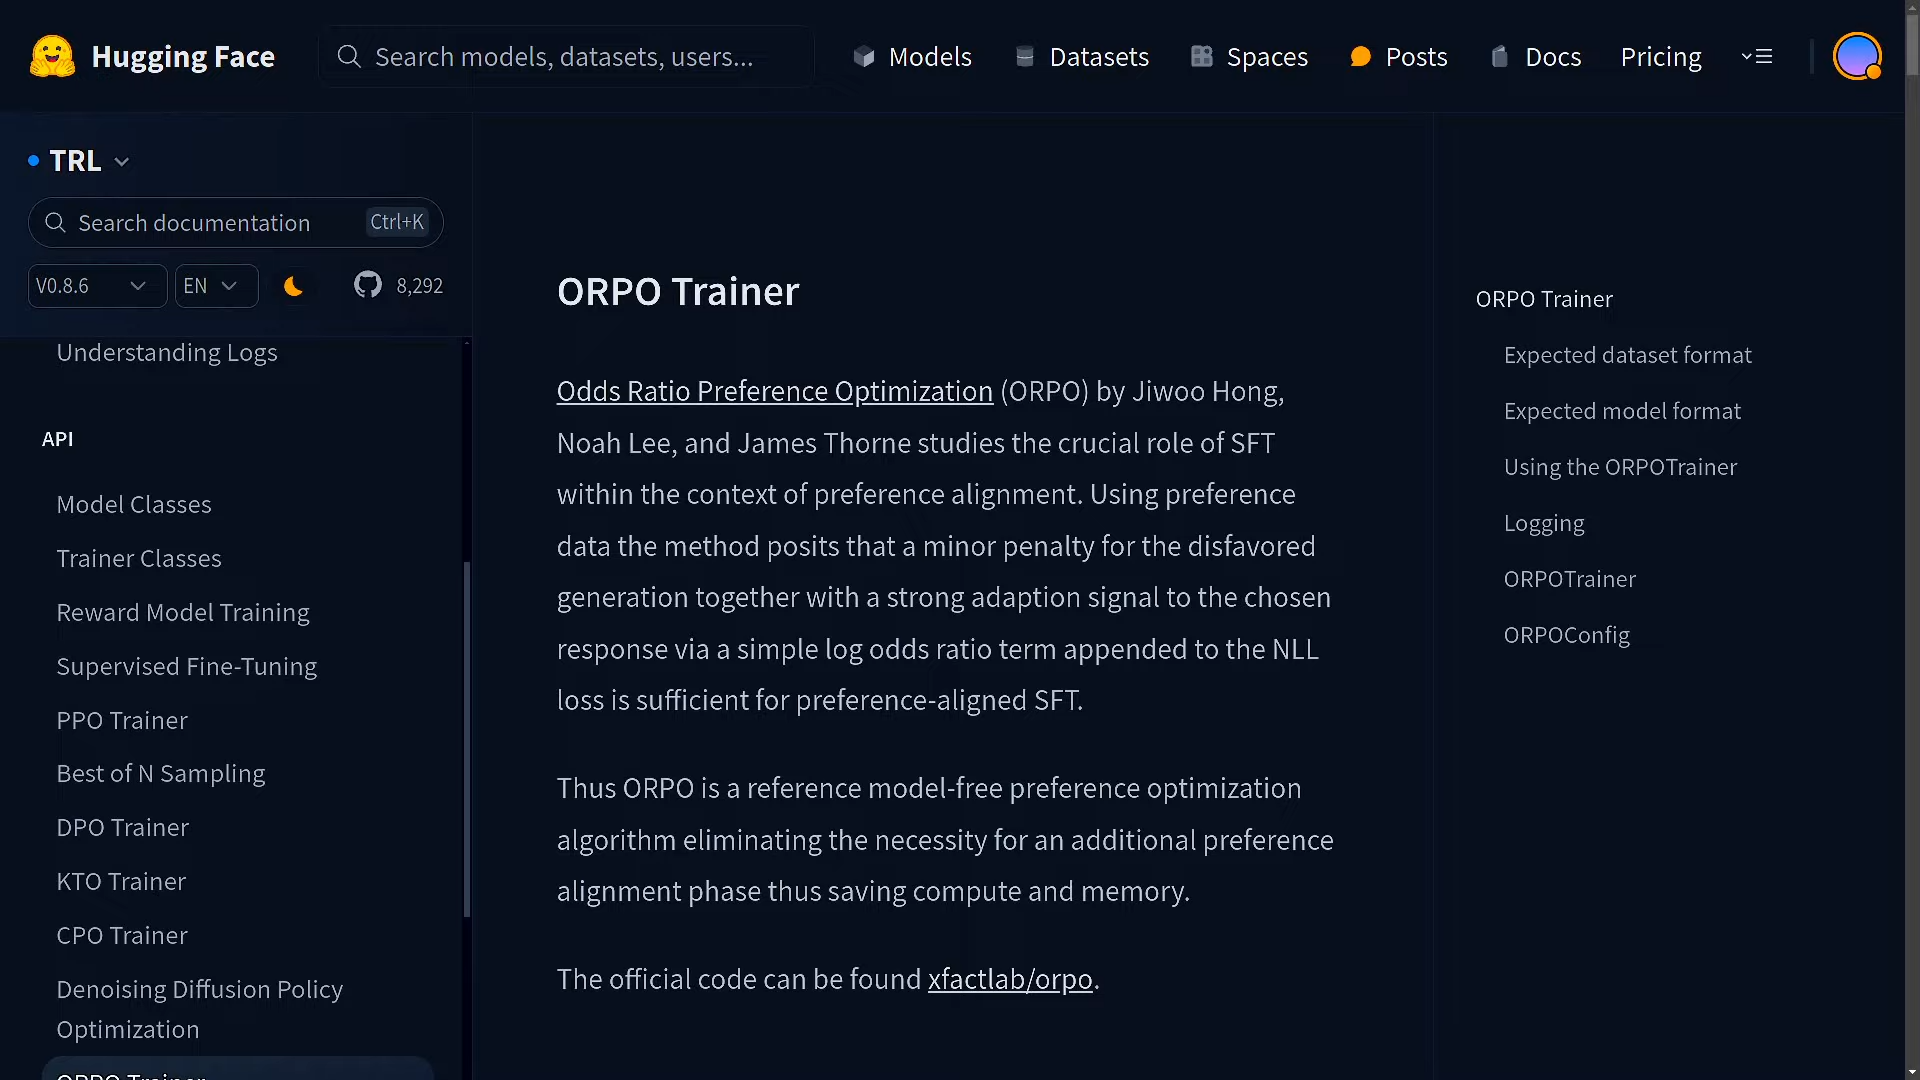 Hugging Face
Search models, datasets, users...
Models
Datasets
Spaces
Posts
Docs
Pricing
TRL
Search documentation
Ctrl+K
V0.8.6
EN
8,292
Understanding Logs
API
Model Classes
Trainer Classes
Reward Model Training
Supervised Fine-Tuning
PPO Trainer
Best of N Sampling
DPO Trainer
KTO Trainer
CPO Trainer
Denoising Diffusion Policy
Optimization
ORPO Trainer
ORPO Trainer
Odds Ratio Preference Optimization (ORPO) by Jiwoo Hong,
Noah Lee, and James Thorne studies the crucial role of SFT
within the context of preference alignment. Using preference
data the method posits that a minor penalty for the disfavored
generation together with a strong adaption signal to the chosen
response via a simple log odds ratio term appended to the NLL
loss is sufficient for preference-aligned SFT.
Thus ORPO is a reference model-free preference optimization
algorithm eliminating the necessity for an additional preference
alignment phase thus saving compute and memory.
The official code can be found xfactlab/orpo.
ORPO Trainer
Expected dataset format
Expected model format
Using the ORPOTrainer
Logging
ORPOTrainer
ORPOConfig